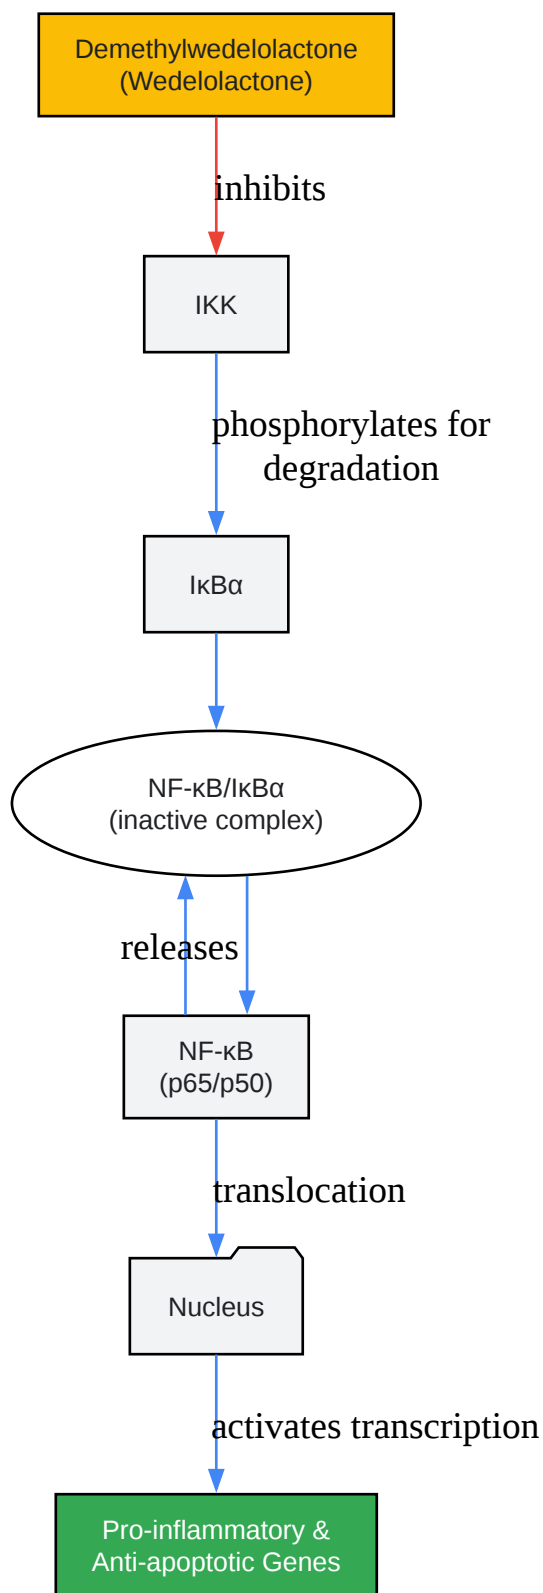 Demethylwedelolactone
(Wedelolactone)
inhibits
IKK
phosphorylates for
degradation
IκBα
NF-κB/IκBα
(inactive complex)
releases
NF-κB
(p65/p50)
translocation
Nucleus
activates transcription
Pro-inflammatory &
Anti-apoptotic Genes